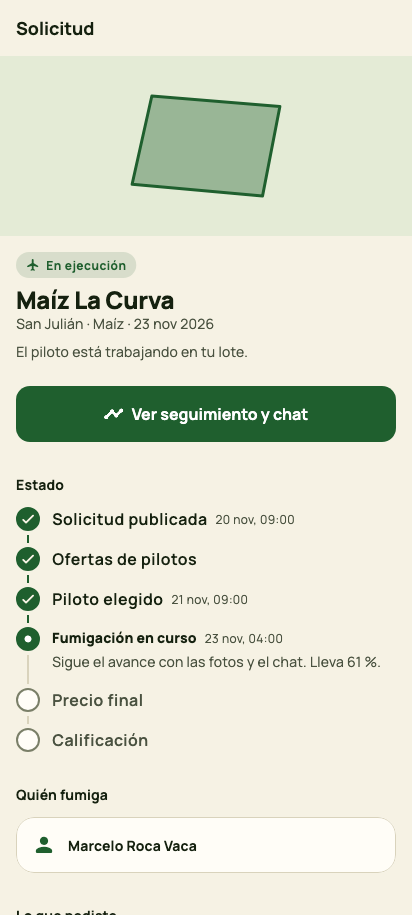 Solicitud
En ejecución
Maíz La Curva
San Julián · Maíz · 23 nov 2026
El piloto está trabajando en tu lote.
Ver seguimiento y chat
Estado
Solicitud publicada 20 nov, 09:00
Ofertas de pilotos
Piloto elegido 21 nov, 09:00
Fumigación en curso 23 nov, 04:00
Sigue el avance con las fotos y el chat. Lleva 61 %.
Precio final
Calificación
Quién fumiga
Marcelo Roca Vaca
Lo que pediste